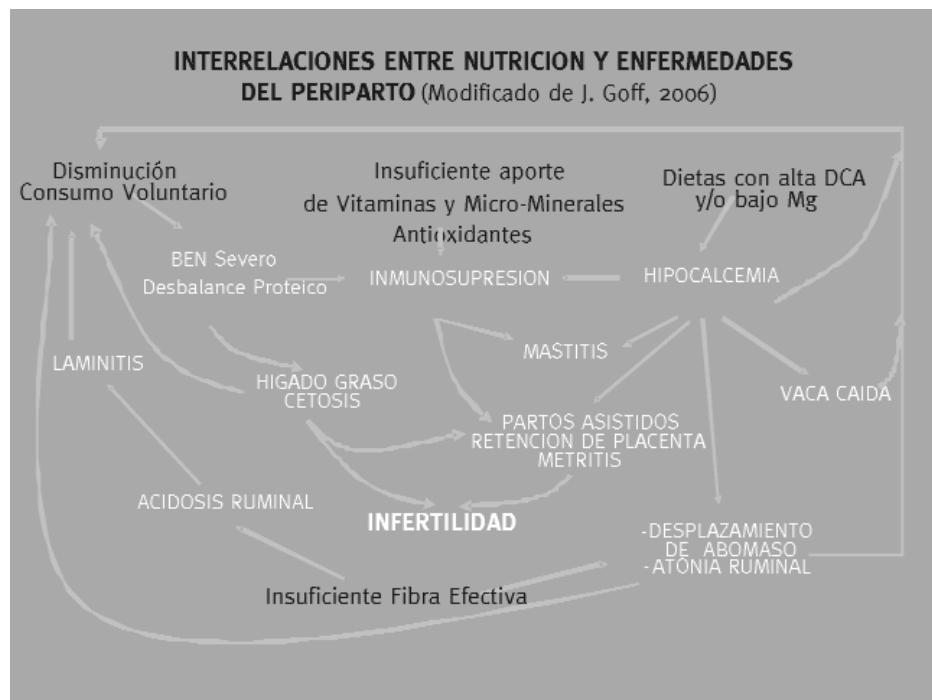 INTERRELACIONES ENTRE NUTRICION Y ENFERMEDADES
DEL PERIPARTO (Modificado de J. Goff, 2006)
Disminución
Consumo Voluntario
Insuficiente aporte
de Vitaminas y Micro-Minerales
Antioxidantes
Dietas con alta DCA
y/o bajo Mg
BEN Severo
Desbalance Proteico
INMUNOSUPRESION
HIPOCALCEMIA
LAMINITIS
MASTITIS
HIGADO GRASO
CETOSIS
VACA CAIDA
PARTOS ASISTIDOS
RETENCION DE PLACENTA
METRITIS
ACIDOSIS RUMINAL
INFERTILIDAD
-DESPLAZAMIENTO
DE ABOMASO
-ATONIA RUMINAL
Insuficiente Fibra Efectiva